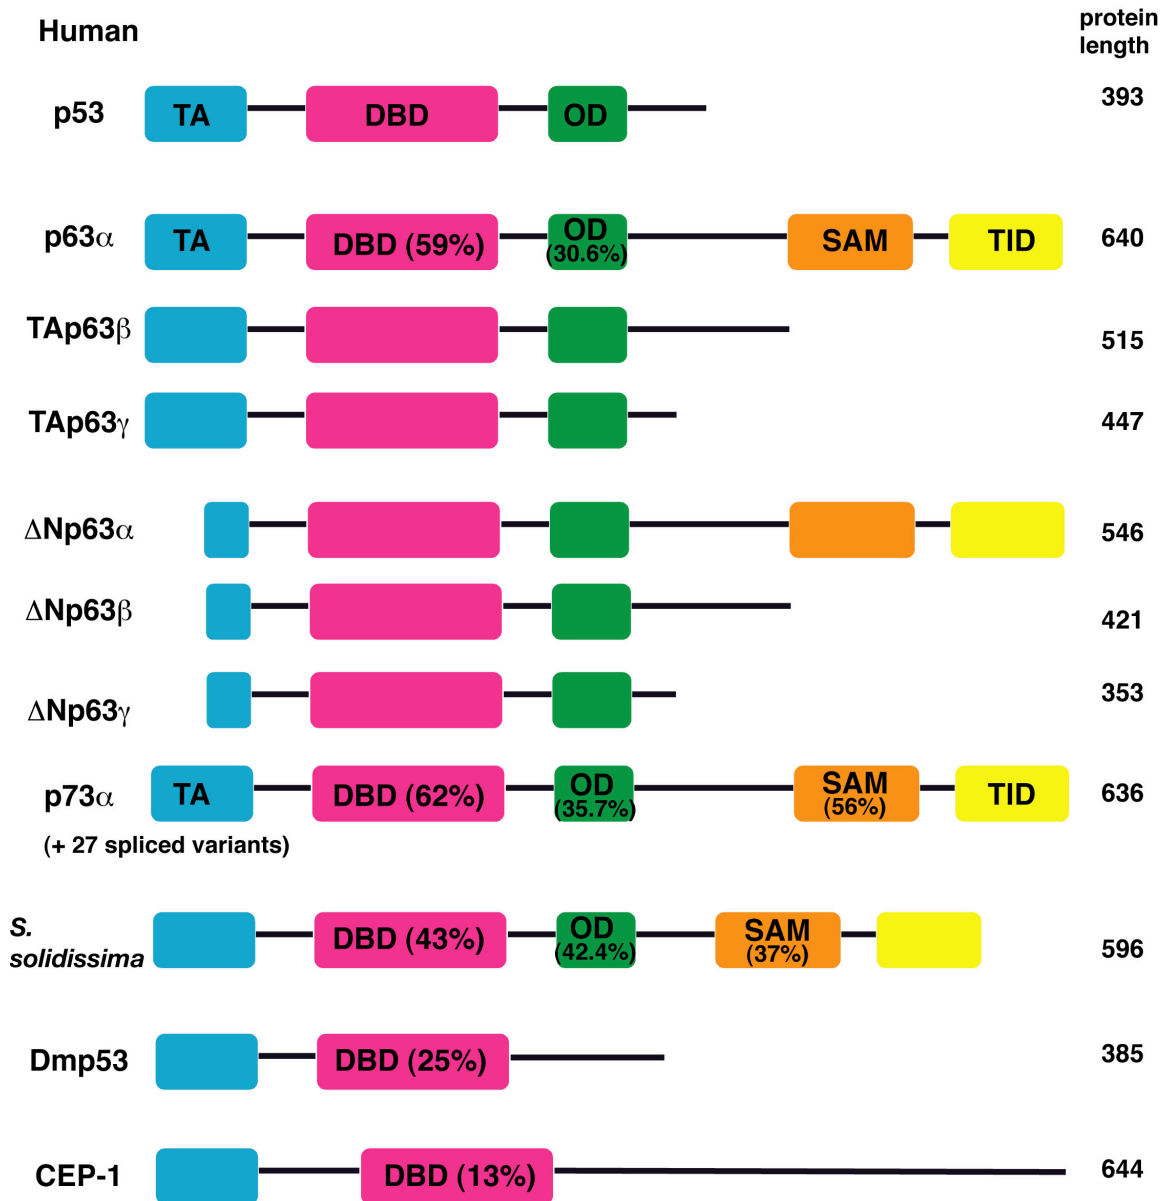 Human
protein
length
p53
TA
DBD
OD
393
p63α
TA
DBD (59%)
OD
(30.6%)
SAM
TID
640
TAp63β
515
TAp63γ
447
ΔNp63α
546
ΔNp63β
421
ΔNp63γ
353
p73α
TA
DBD (62%)
OD
(35.7%)
SAM
(56%)
TID
636
(+ 27 spliced variants)
S.
solidissima
DBD (43%)
OD
(42.4%)
SAM
(37%)
596
Dmp53
DBD (25%)
385
CEP-1
DBD (13%)
644